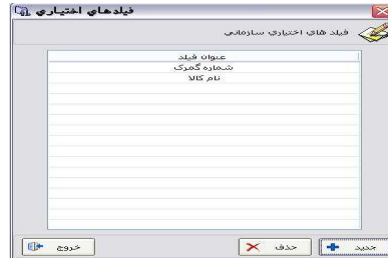 فیلدهای اختیاری
فیلد های اختیاری سازمانی
عنوان فیلد
شماره گمرک
نام کالا
جدید
حذف
خروج